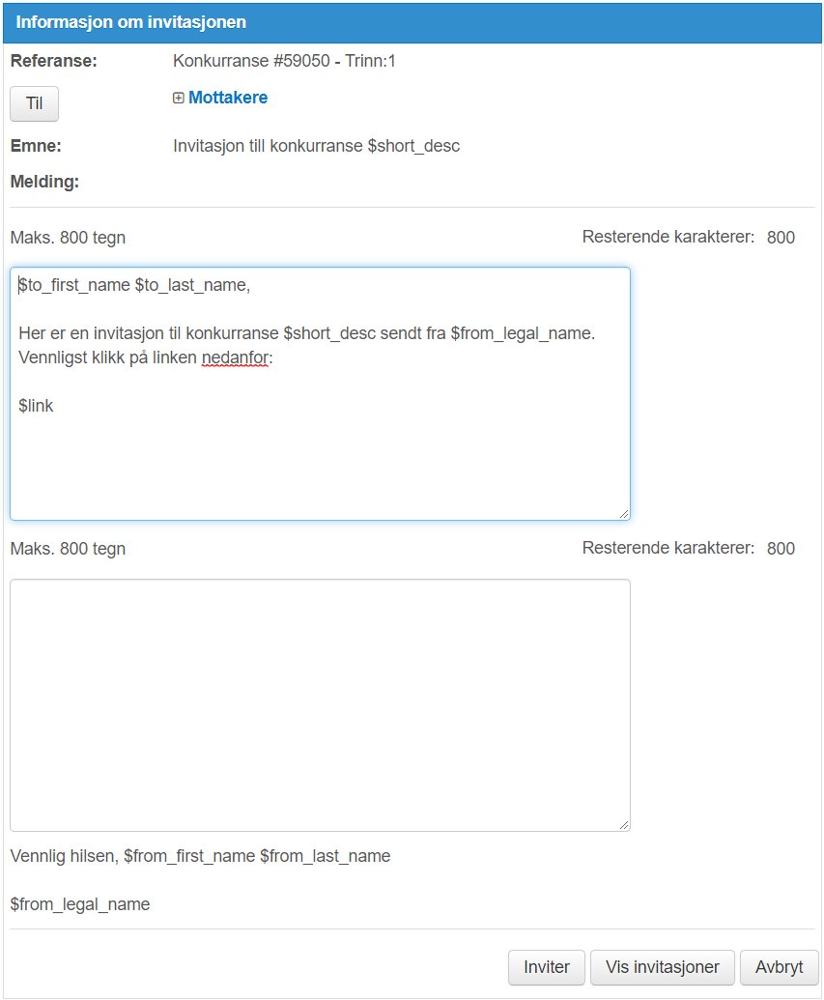 Informasjon om invitasjonen
Referanse: Konkurranse #59050 - Trinn:1
Til Mottakere
Emne: Invitasjon till konkurranse $short_desc
Melding:
Maks. 800 tegn Resterende karakterer: 800
$to_first_name $to_last_name,
Her er en invitasjon til konkurranse $short_desc sendt fra $from_legal_name.
Vennligst klikk på linken nedanfor:
$link
Maks. 800 tegn Resterende karakterer: 800
Vennlig hilsen, $from_first_name $from_last_name
$from_legal_name
Inviter Vis invitasjoner Avbryt